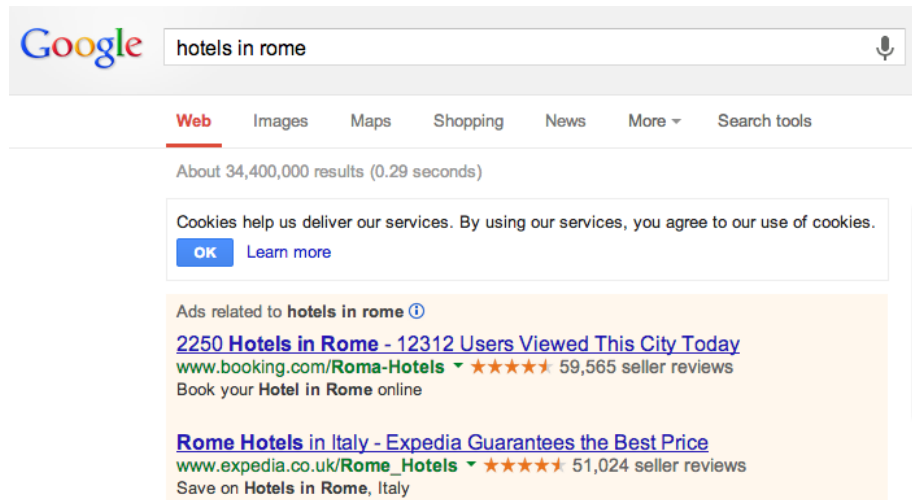 Google
hotels in rome
Web Images Maps Shopping News More Search tools
About 34,400,000 results (0.29 seconds)
Cookies help us deliver our services. By using our services, you agree to our use of cookies.
OK Learn more
Ads related to hotels in rome
2250 Hotels in Rome - 12312 Users Viewed This City Today
www.booking.com/Roma-Hotels 59,565 seller reviews
Book your Hotel in Rome online
Rome Hotels in Italy - Expedia Guarantees the Best Price
www.expedia.co.uk/Rome_Hotels 51,024 seller reviews
Save on Hotels in Rome, Italy